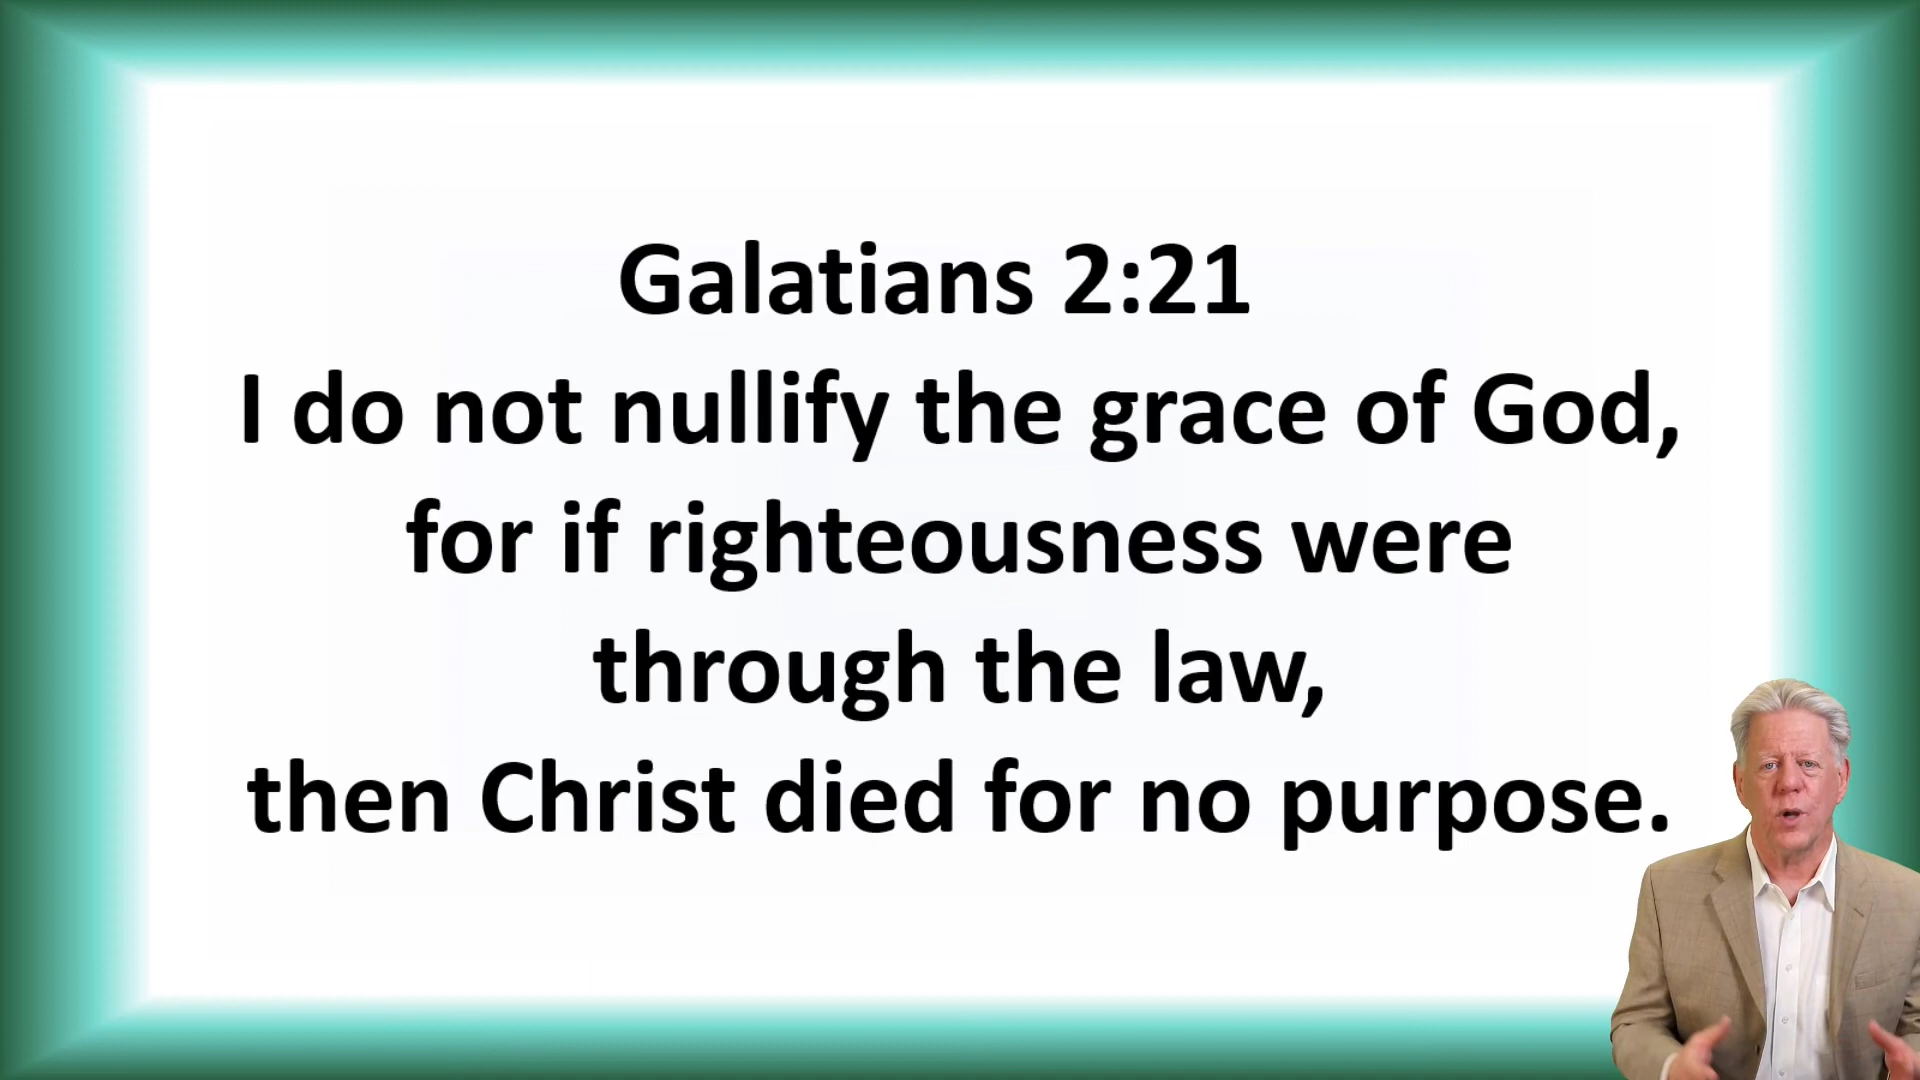 Galatians 2:21
I do not nullify the grace of God,
for if righteousness were
through the law,
then Christ died for no purpose.